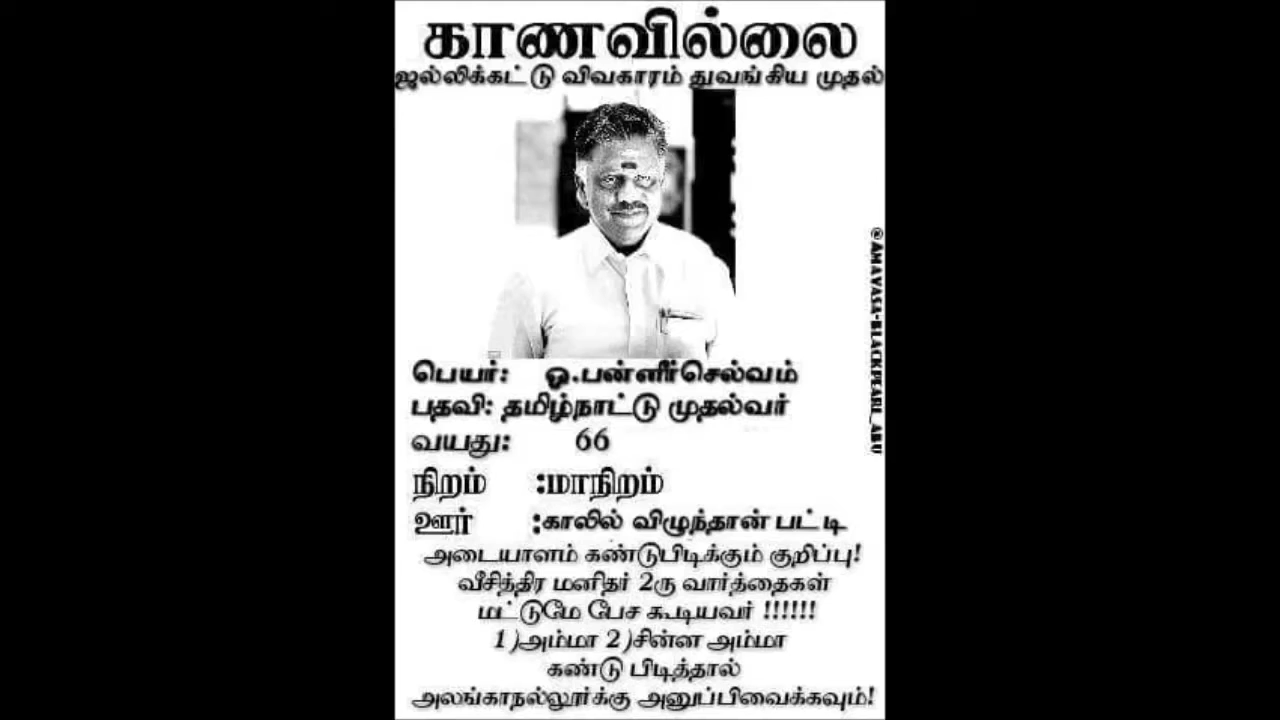 காணவில்லை
ஜல்லிக்கட்டு விவகாரம் துவங்கிய முதல்
பெயர்: ஓ.பன்னீர்செல்வம்
பதவி: தமிழ்நாட்டு முதல்வர்
வயது: 66
நிறம் :மாநிறம்
ஊர் :காலில் விழுந்தான் பட்டி
அடையாளம் கண்டுபிடிக்கும் குறிப்பு!
வீசித்திர மனிதர் 2ரு வார்த்தைகள்
மட்டுமே பேச கூடியவர் !!!!!!
1)அம்மா 2)சின்ன அம்மா
கண்டு பிடித்தால்
அலங்காநல்லூர்க்கு அனுப்பிவைக்கவும்!
@AMAVASA-BLACKPEARL_ABU